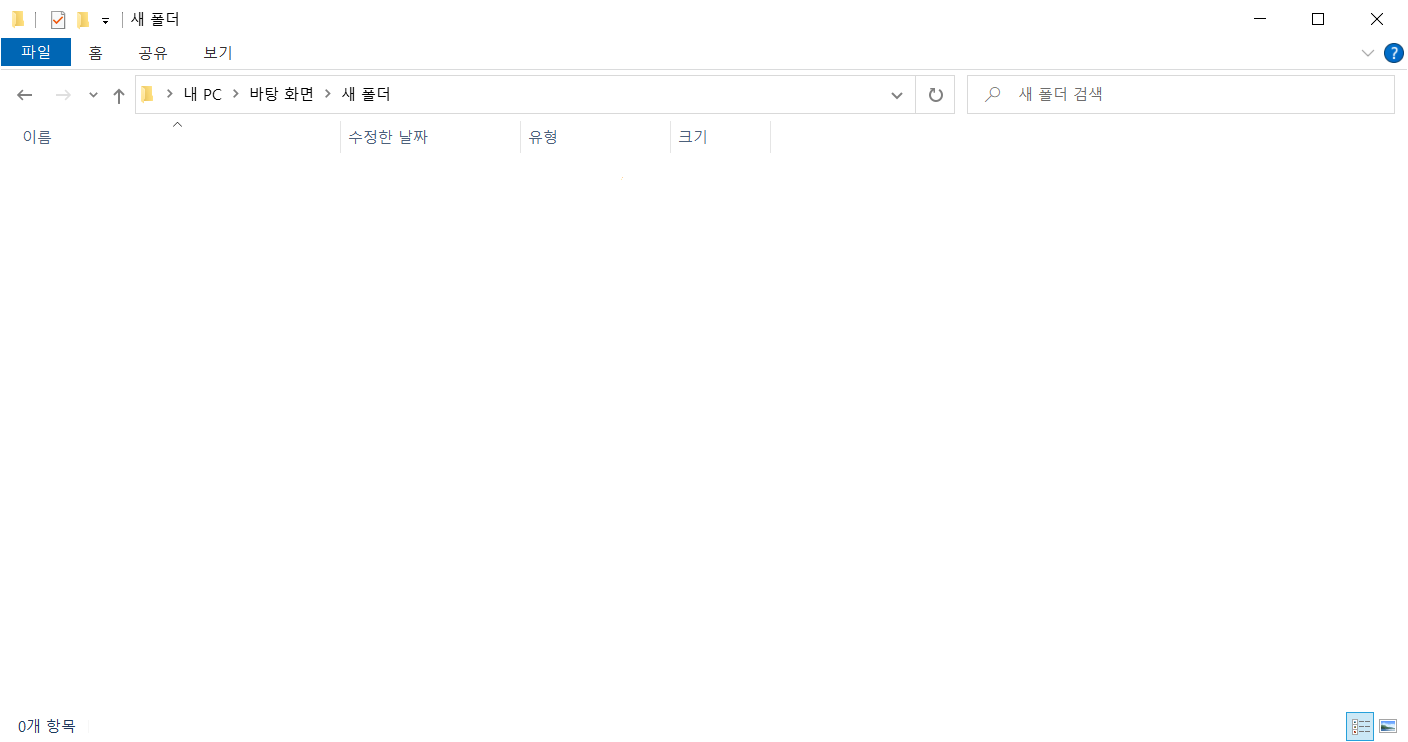 새 폴더
파일 홈 공유 보기
내 PC 바탕 화면 새 폴더 새 폴더 검색
이름 수정한 날짜 유형 크기
0개 항목